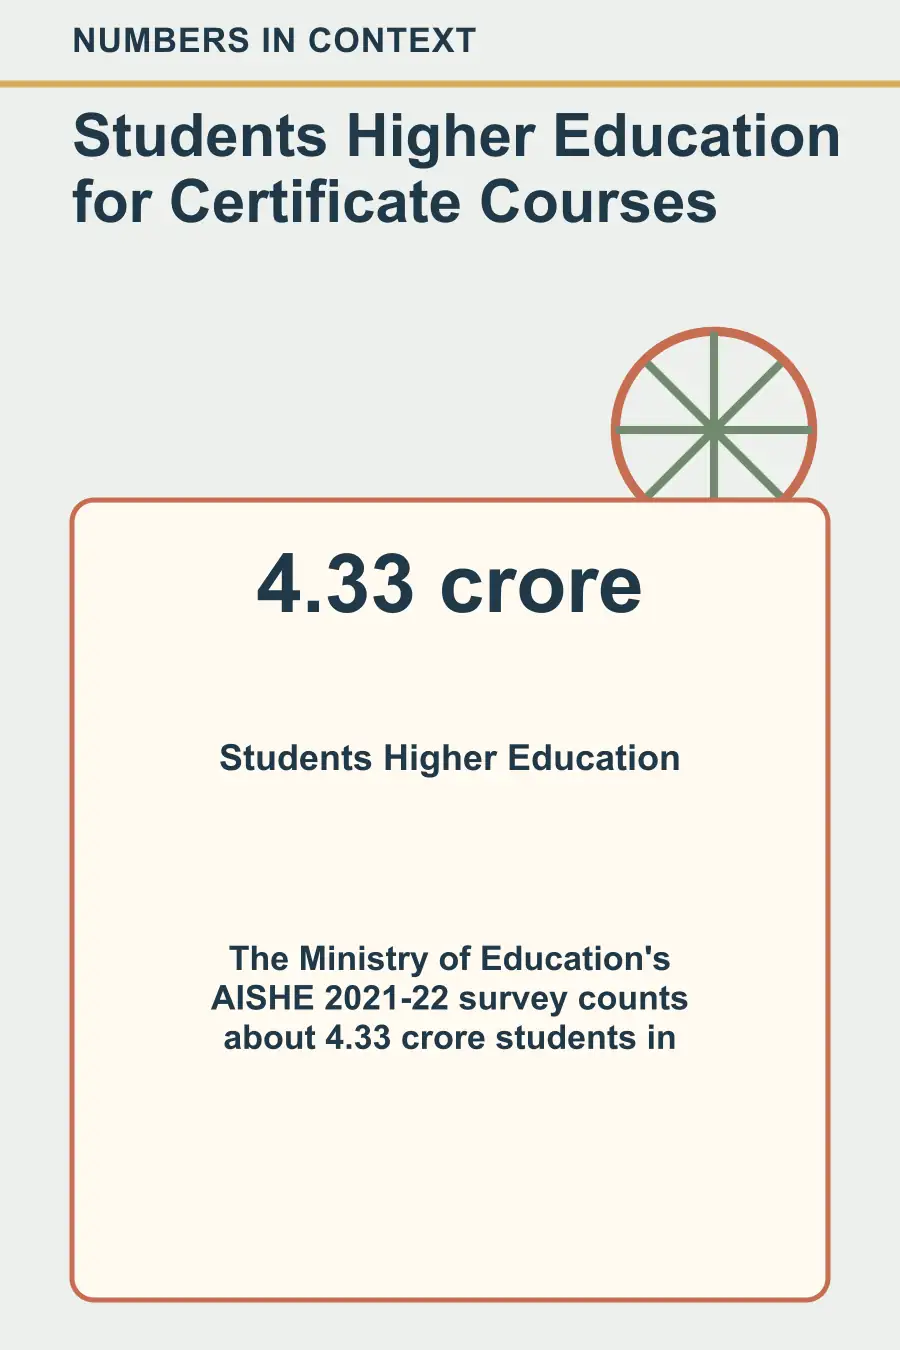 NUMBERS IN CONTEXT
Students Higher Education
for Certificate Courses
4.33 crore
Students Higher Education
The Ministry of Education's
AISHE 2021-22 survey counts
about 4.33 crore students in